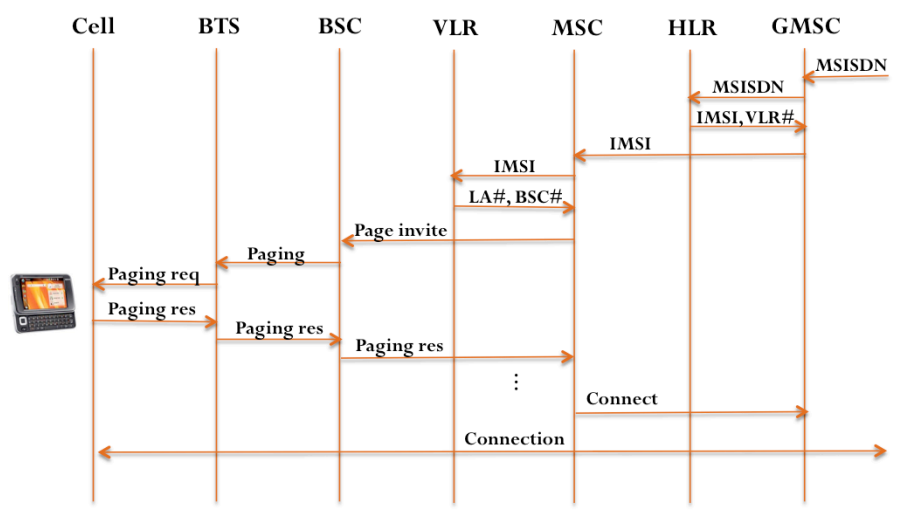 Cell BTS BSC VLR MSC HLR GMSC
MSISDN
MSISDN
IMSI,VLR#
IMSI
IMSI
LA#, BSC#
Page invite
Paging
Paging req
Paging res
Paging res
Paging res
⋮
Connect
Connection